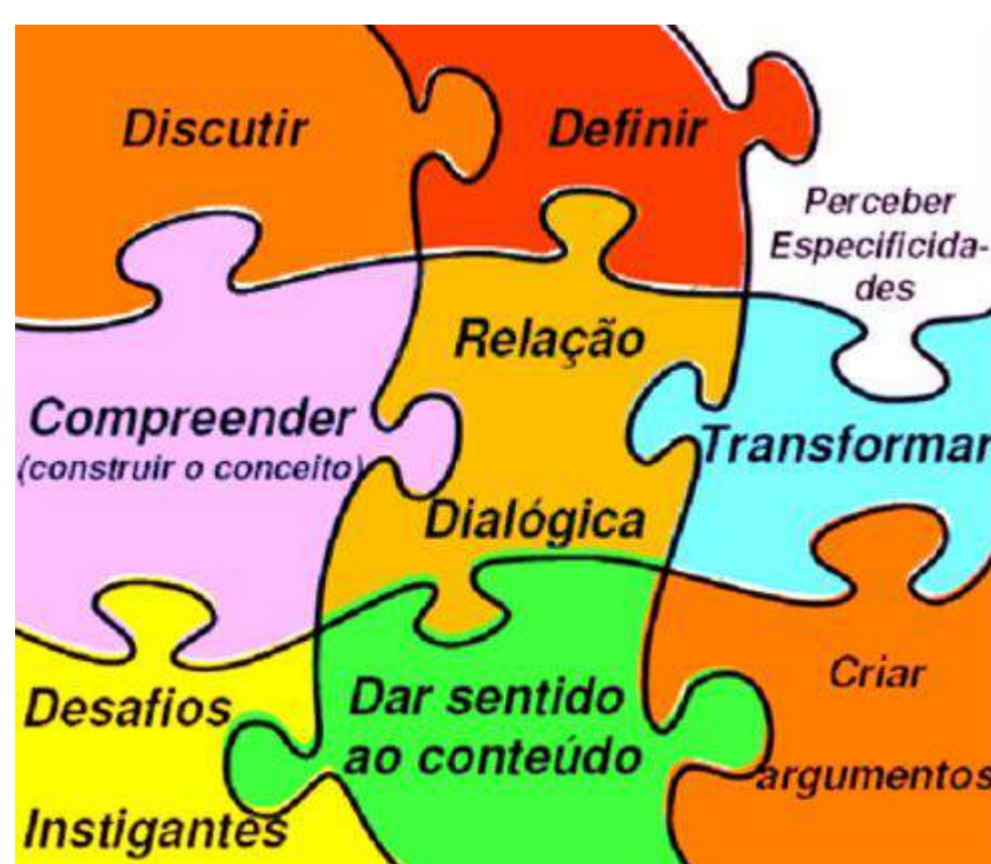 Discutir
Definir
Perceber
Especificida-
des
Relação
Dialógica
Compreender
(construir o conceito)
Transformar
Desafios
Instigantes
Dar sentido
ao conteúdo
Criar
argumentos